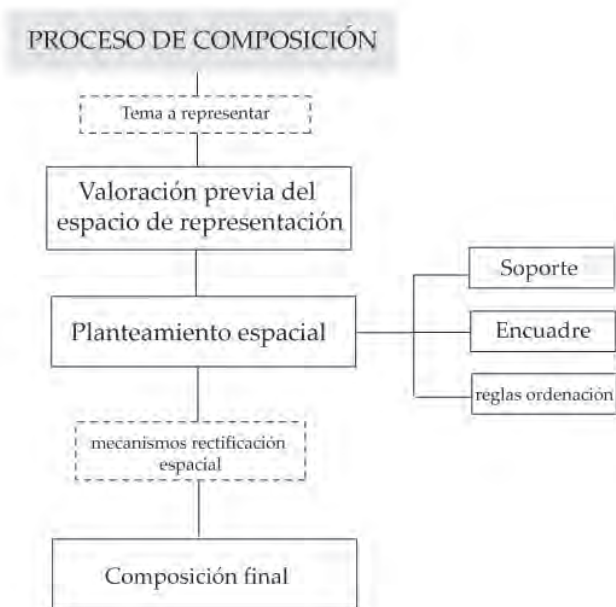 PROCESO DE COMPOSICIÓN
Tema a representar
Valoración previa del
espacio de representación
Planteamiento espacial
Soporte
Encuadre
reglas ordenación
mecanismos rectificación
espacial
Composición final